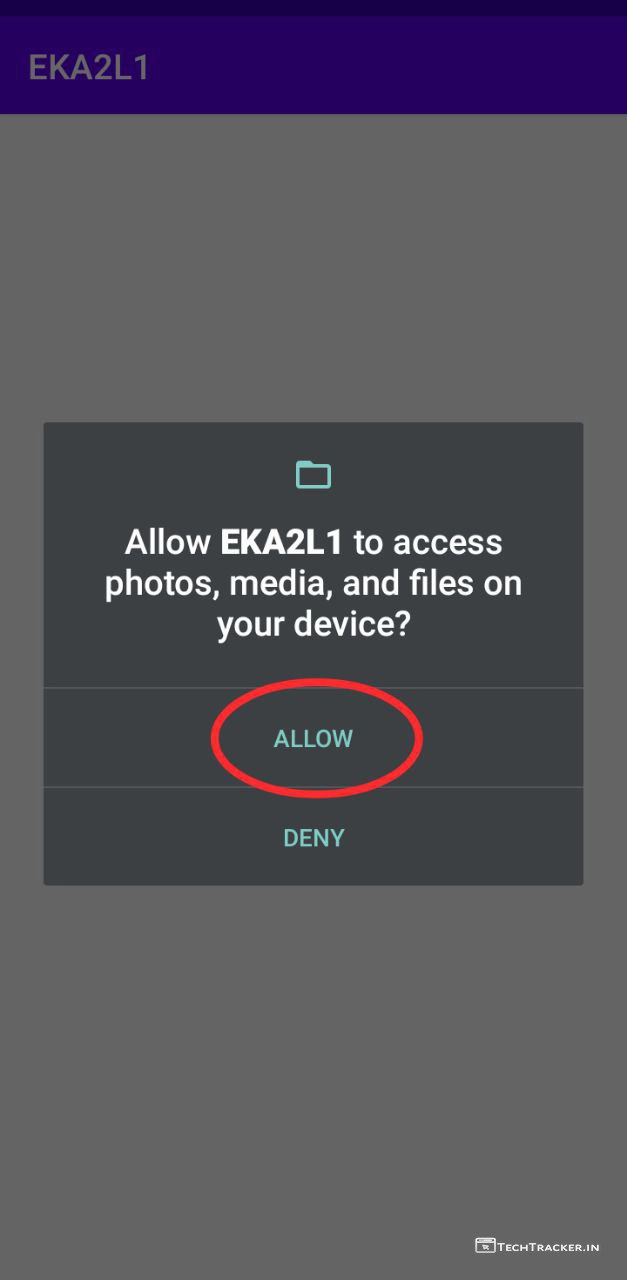 EKA2L1
Allow EKA2L1 to access
photos, media, and files on
your device?
ALLOW
DENY
TECHTRACKER.IN